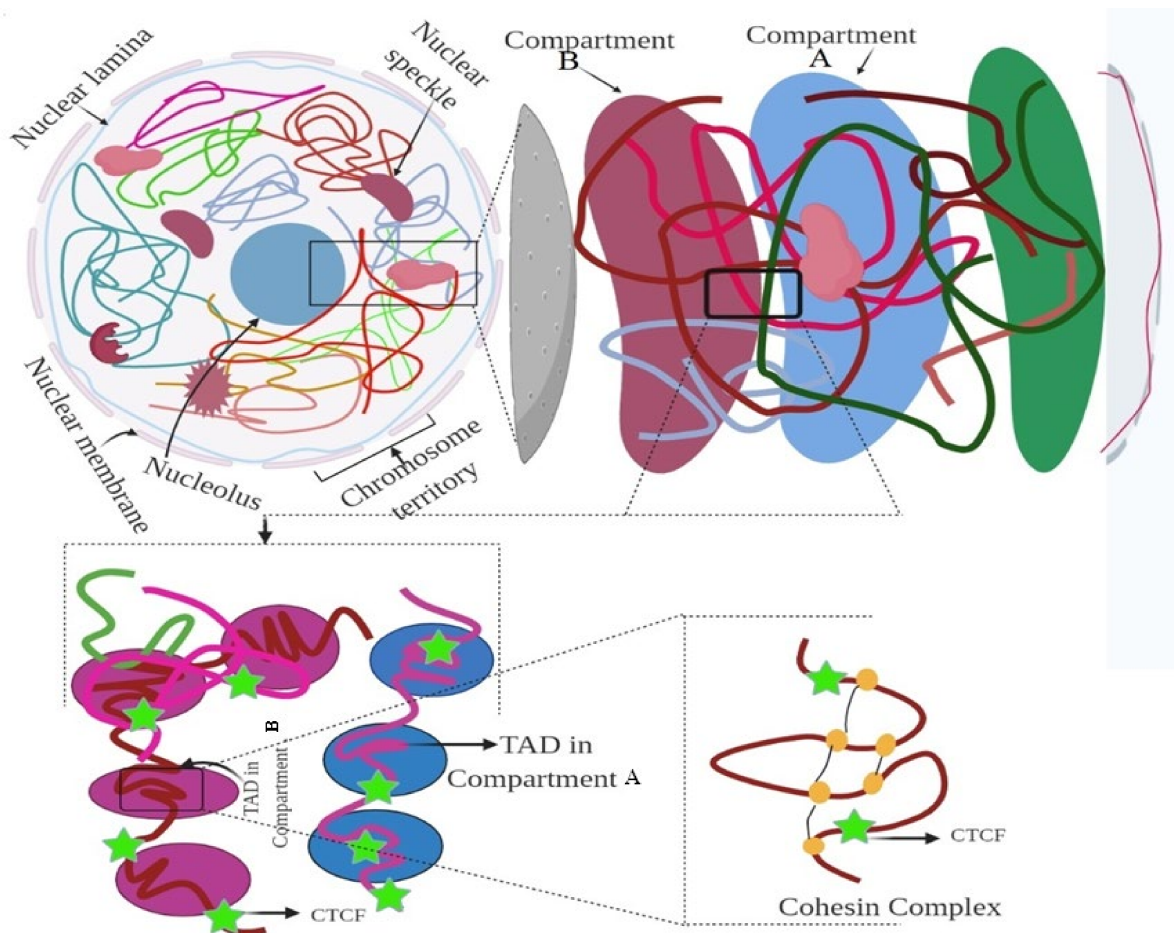 Nuclear lamina
Nuclear
speckle
Nuclear membrane
Nucleolus
Chromosome
territory
Compartment
B
Compartment
A
TAD in
Compartment B
TAD in
Compartment A
CTCF
CTCF
Cohesin Complex